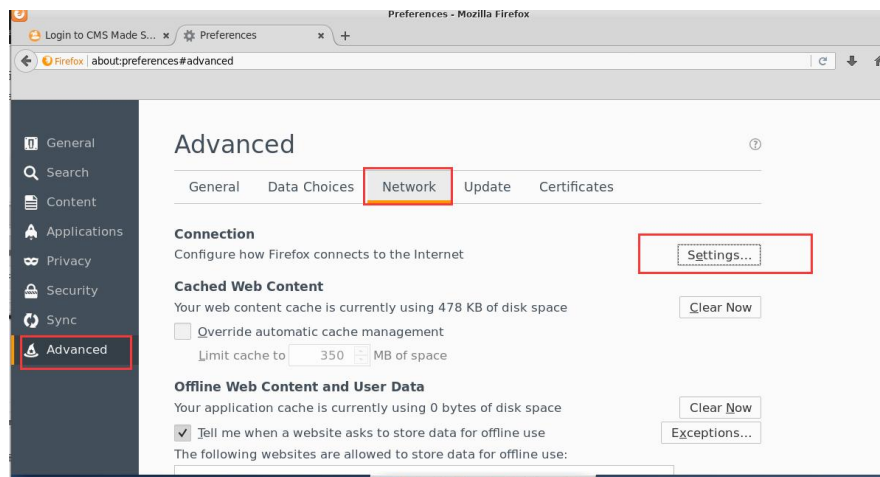 Preferences - Mozilla Firefox
Login to CMS Made S... × Preferences × +
Firefox about:preferences#advanced
General
Search
Content
Applications
Privacy
Security
Sync
Advanced
Advanced
General Data Choices Network Update Certificates
Connection
Configure how Firefox connects to the Internet Settings...
Cached Web Content
Your web content cache is currently using 478 KB of disk space Clear Now
Override automatic cache management
Limit cache to 350 MB of space
Offline Web Content and User Data
Your application cache is currently using 0 bytes of disk space Clear Now
Tell me when a website asks to store data for offline use Exceptions...
The following websites are allowed to store data for offline use: